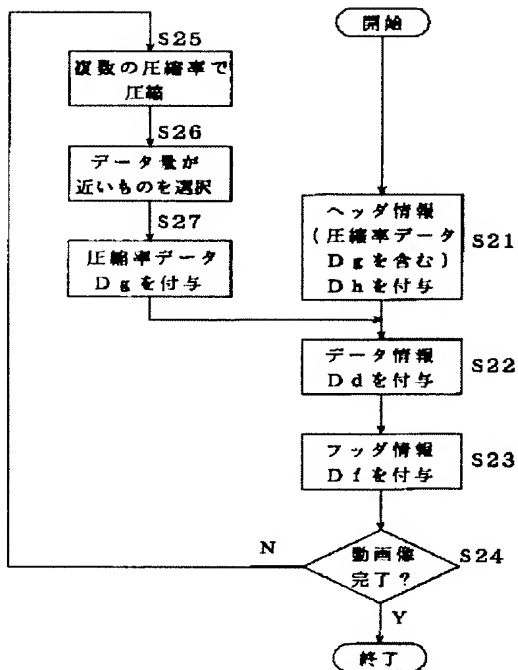 開始
ヘッダ情報
(圧縮率データ
Dgを含む)
Dhを付与
S21
データ情報
Ddを付与
S22
フッダ情報
Dfを付与
S23
動画像
完了?
S24
N
Y
終了
S25
複数の圧縮率で
圧縮
S26
データ量が
近いものを選択
S27
圧縮率データ
Dgを付与